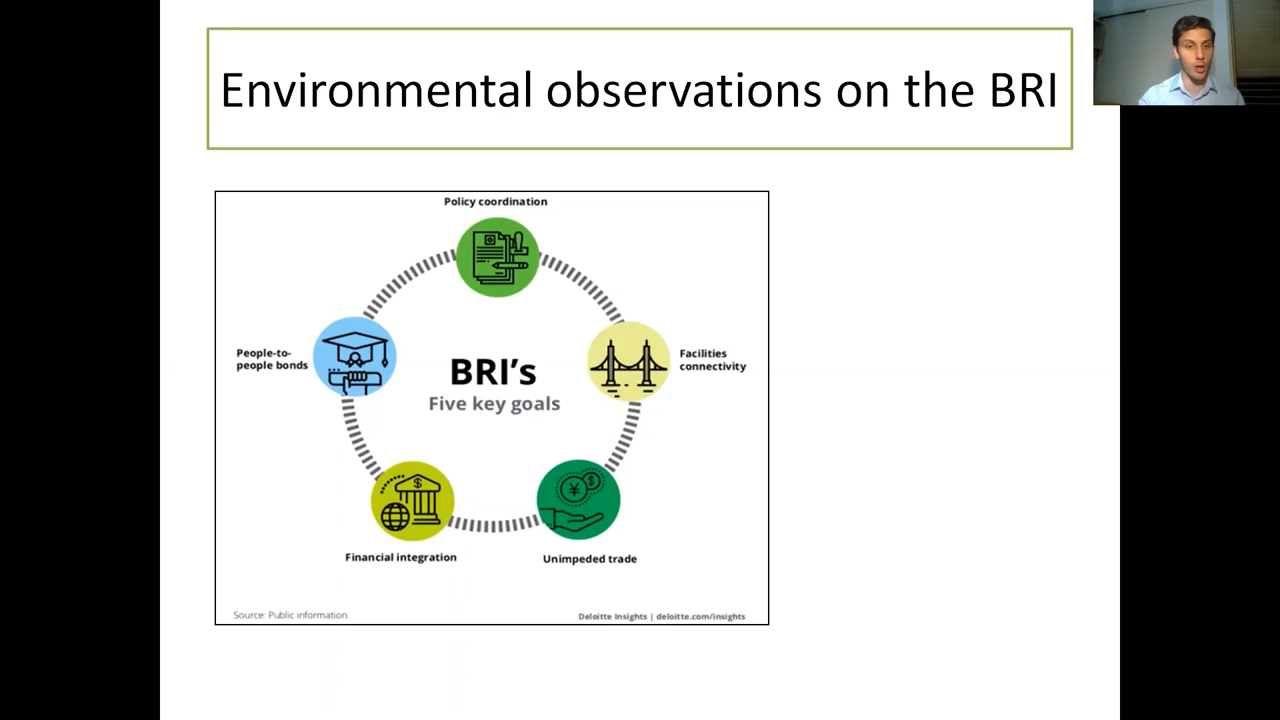 Environmental observations on the BRI
Policy coordination
People-to-
people bonds
Facilities
connectivity
BRI's
Five key goals
$
$
¥
Financial integration
Unimpeded trade
Source: Public information.
Deloitte Insights | deloitte.com/insights